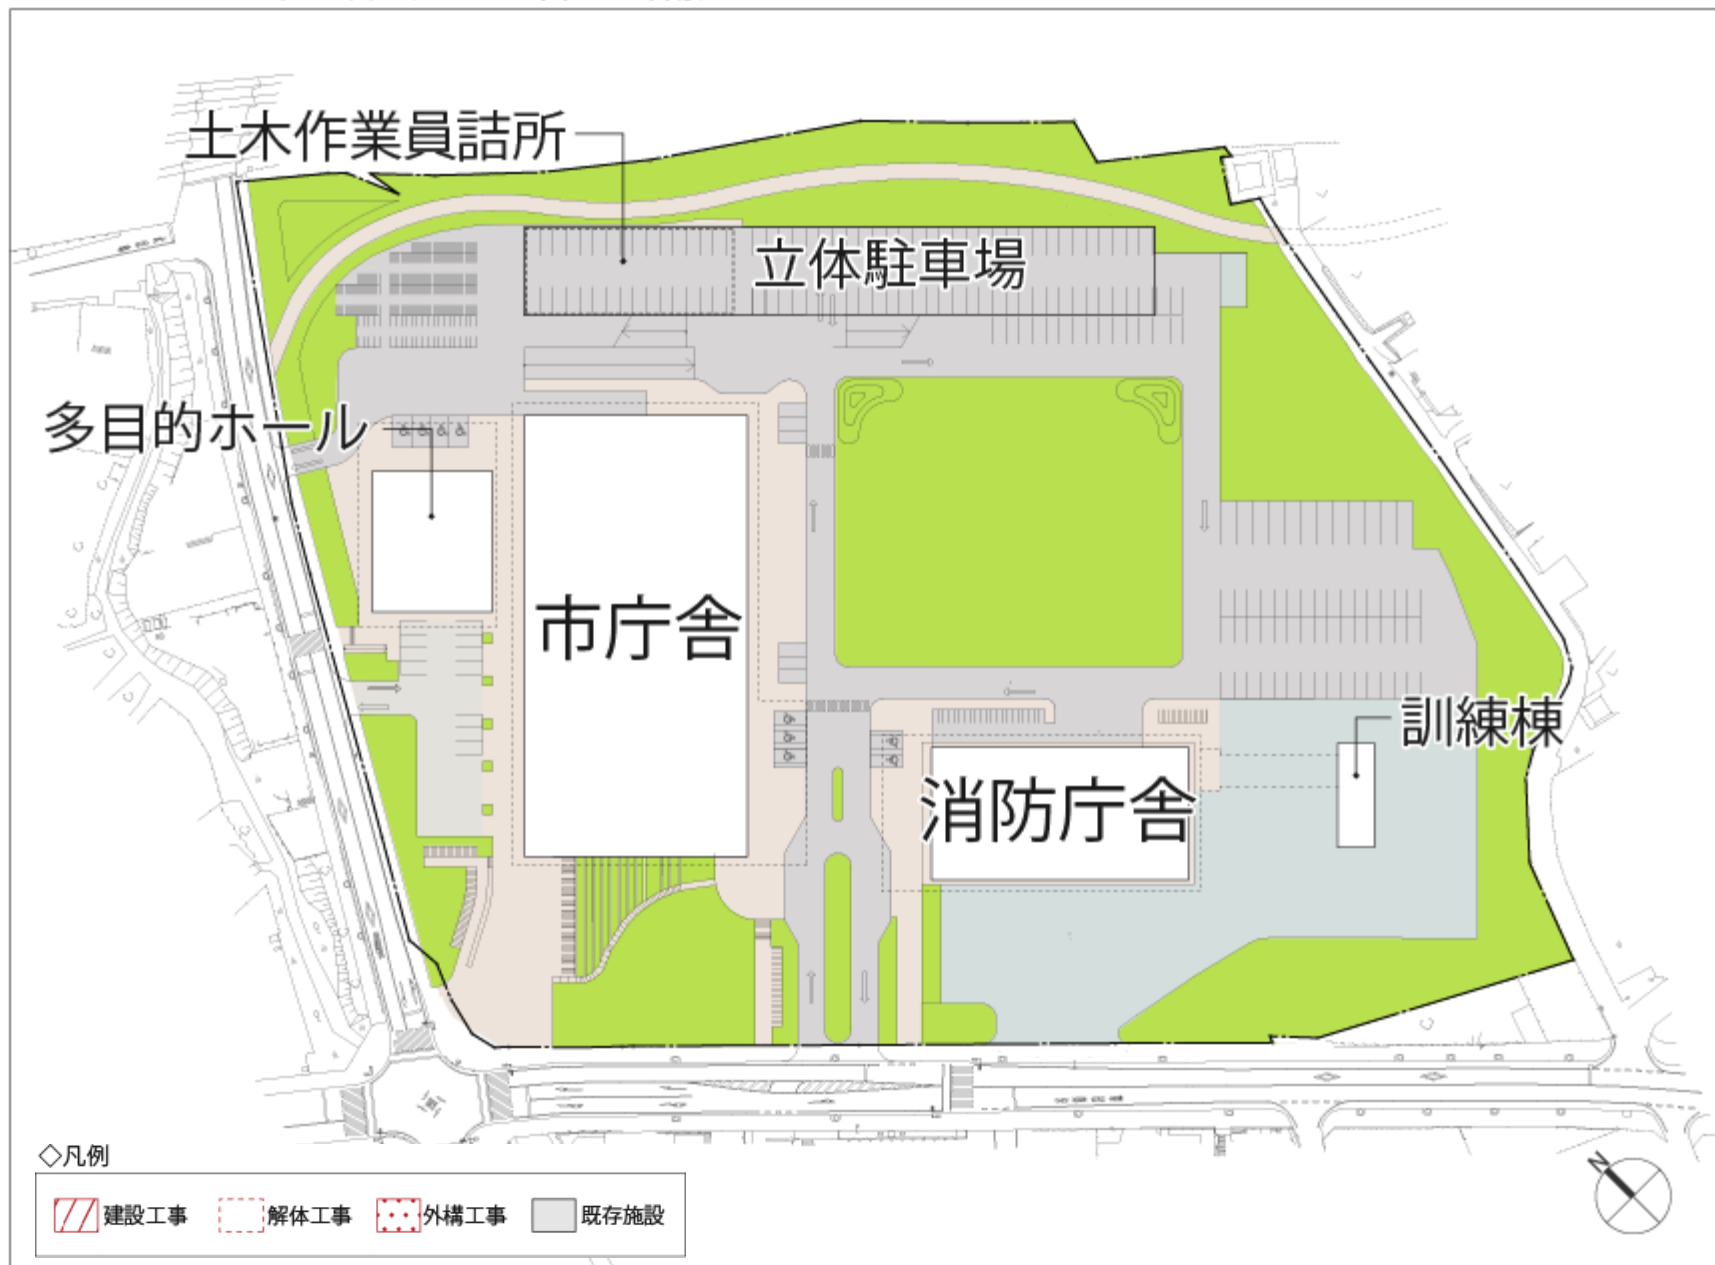 土木作業員詰所
立体駐車場
多目的ホール
市庁舎
訓練棟
消防庁舎
N
◇凡例
建設工事 解体工事 外構工事 既存施設